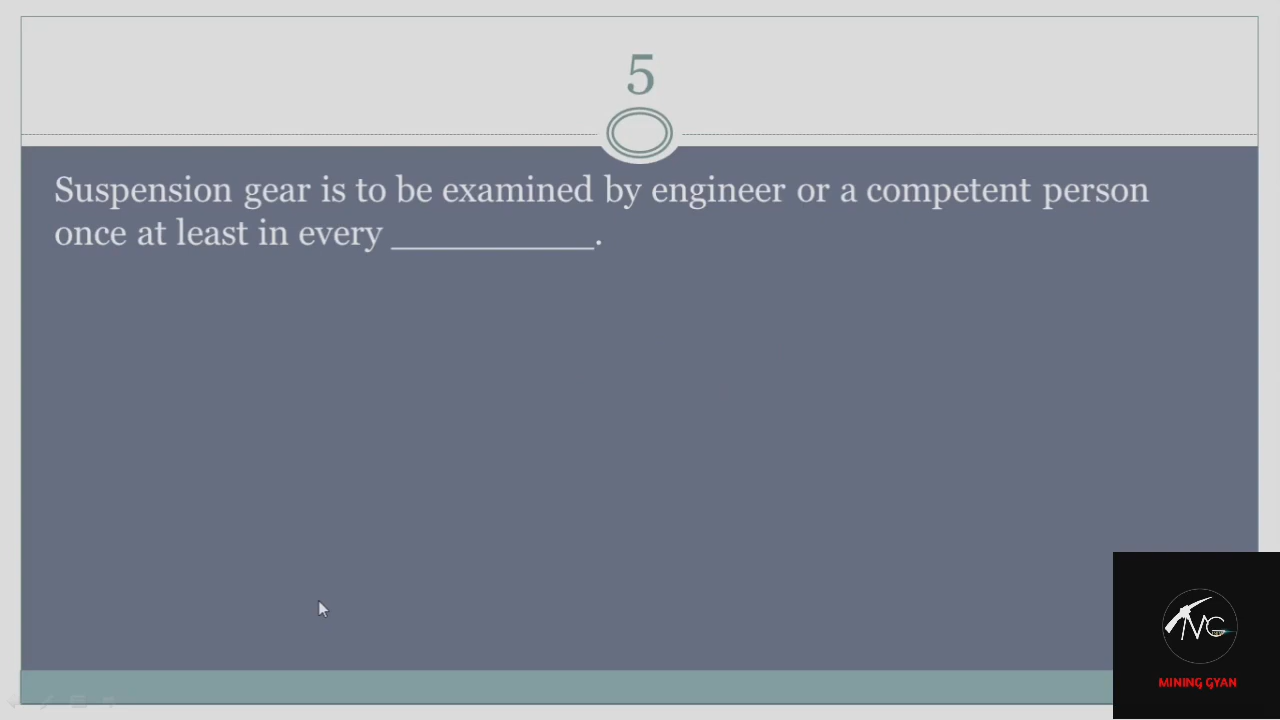 5
Suspension gear is to be examined by engineer or a competent person
once at least in every ___________.
MG
MINING GYAN